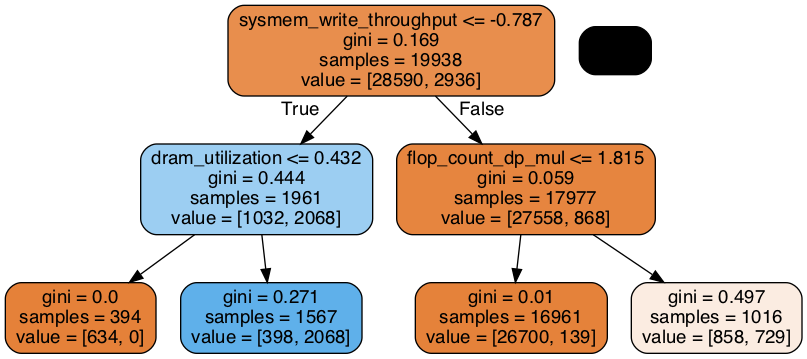 sysmem_write_throughput <= -0.787
gini = 0.169
samples = 19938
value = [28590, 2936]
True
False
dram_utilization <= 0.432
gini = 0.444
samples = 1961
value = [1032, 2068]
flop_count_dp_mul <= 1.815
gini = 0.059
samples = 17977
value = [27558, 868]
gini = 0.0
samples = 394
value = [634, 0]
gini = 0.271
samples = 1567
value = [398, 2068]
gini = 0.01
samples = 16961
value = [26700, 139]
gini = 0.497
samples = 1016
value = [858, 729]